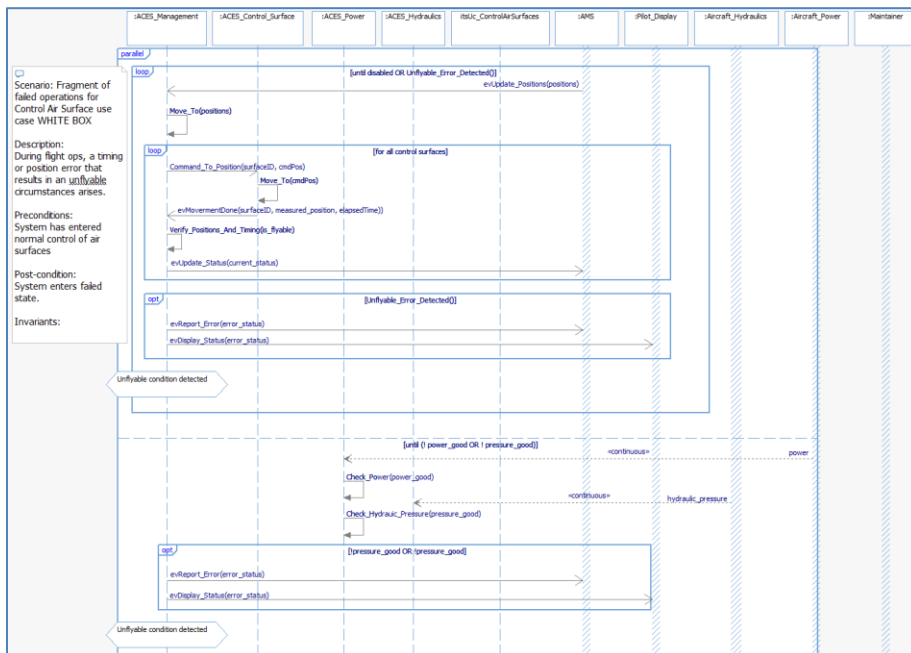 :ACES_Management
:ACES_Control_Surface
:ACES_Power
:ACES_Hydraulics
itsUc_ControlAirSurfaces
:AMS
:Pilot_Display
:Aircraft_Hydraulics
:Aircraft_Power
:Maintainer
parallel
Scenario: Fragment of
failed operations for
Control Air Surface use
case WHITE BOX
Description:
During flight ops, a timing
or position error that
results in an unflyable
circumstances arises.
Preconditions:
System has entered
normal control of air
surfaces
Post-condition:
System enters failed
state.
Invariants:
loop
[until disabled OR Unflyable_Error_Detected()]
evUpdate_Positions(positions)
Move_To(positions)
loop
[for all control surfaces]
Command_To_Position(surfaceID, cmdPos)
Move_To(cmdPos)
evMovermentDone(surfaceID, measured_position, elapsedTime))
Verify_Positions_And_Timing(is_flyable)
evUpdate_Status(current_status)
opt
[Unflyable_Error_Detected()]
evReport_Error(error_status)
evDisplay_Status(error_status)
Unflyable condition detected
[until (! power_good OR ! pressure_good)]
«continuous»
power
Check_Power(power_good)
«continuous»
hydraulic_pressure
Check_Hydrauic_Pressure(pressure_good)
opt
[!pressure_good OR !pressure_good]
evReport_Error(error_status)
evDisplay_Status(error_status)
Unflyable condition detected